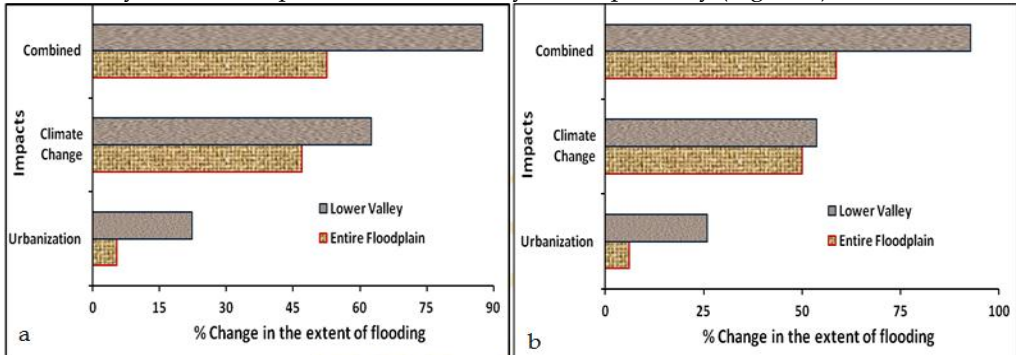 Combined
Climate
Change
Urbanization
Impacts
Lower Valley
Entire Floodplain
0 15 30 45 60 75 90
% Change in the extent of flooding
a
Combined
Climate
Change
Urbanization
Impacts
Lower Valley
Entire Floodplain
0 25 50 75 100
% Change in the extent of flooding
b